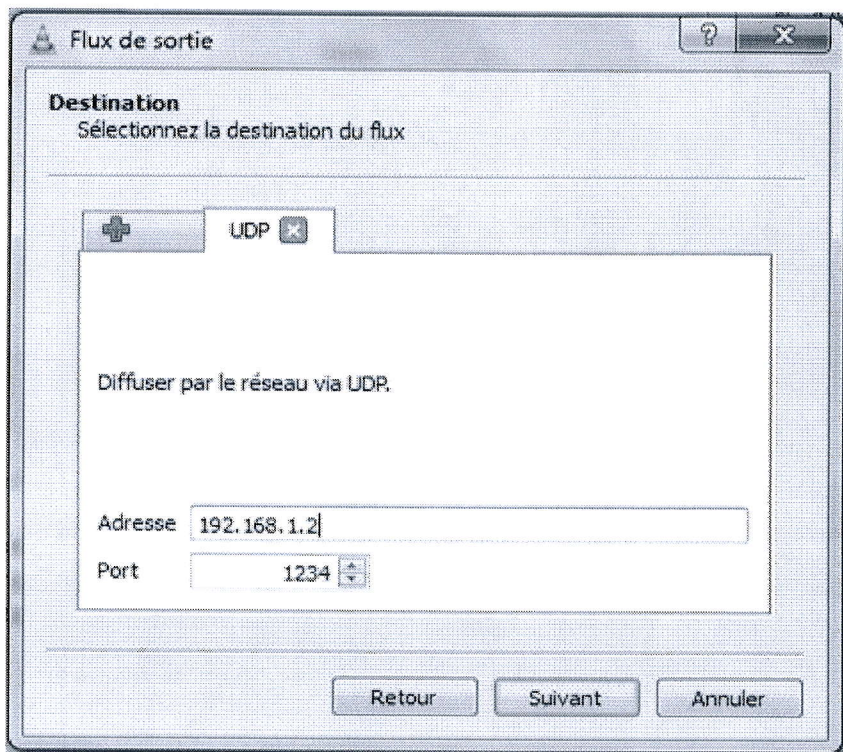 Flux de sortie
Destination
Sélectionnez la destination du flux
UDP
Diffuser par le réseau via UDP.
Adresse 192.168.1.2
Port 1234
Retour Suivant Annuler